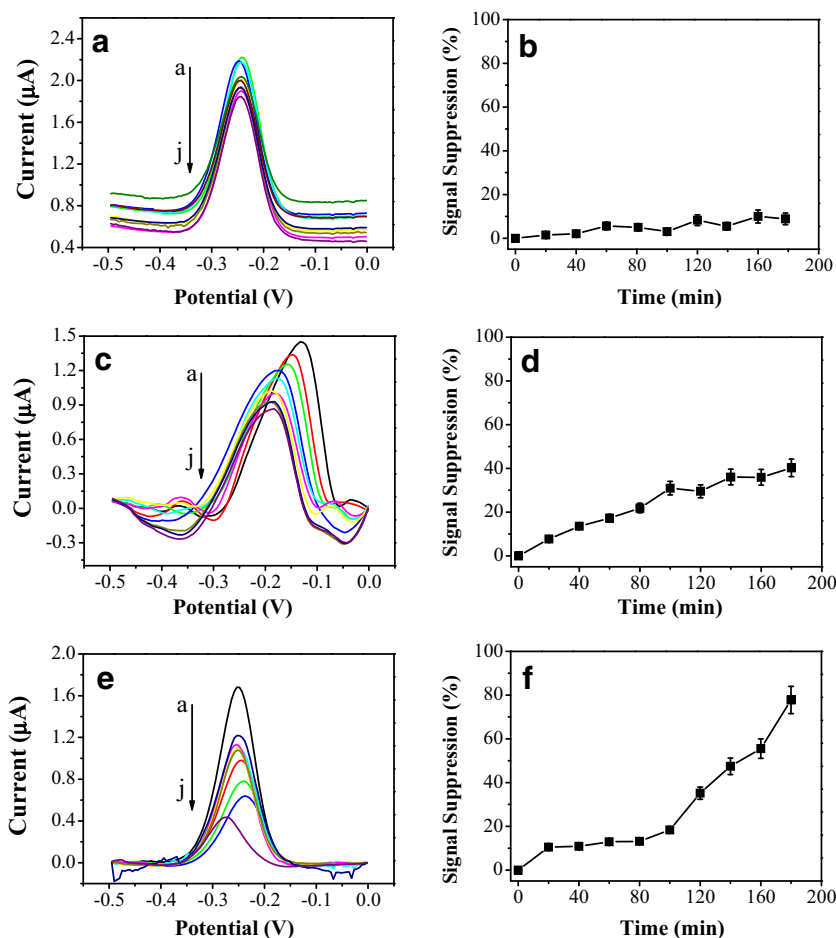 a
2.4
2.0
1.6
1.2
0.8
0.4
Current (μA)
a
j
-0.5 -0.4 -0.3 -0.2 -0.1 0.0
Potential (V)
b
100
80
60
40
20
0
Signal Suppression (%)
0 40 80 120 160 200
Time (min)
c
1.5
1.2
0.9
0.6
0.3
0.0
-0.3
Current (μA)
a
j
-0.5 -0.4 -0.3 -0.2 -0.1 0.0
Potential (V)
d
100
80
60
40
20
0
Signal Suppression (%)
0 40 80 120 160 200
Time (min)
e
2.0
1.6
1.2
0.8
0.4
0.0
Current (μA)
a
j
-0.5 -0.4 -0.3 -0.2 -0.1 0.0
Potential (V)
f
100
80
60
40
20
0
Signal Suppression (%)
0 40 80 120 160 200
Time (min)